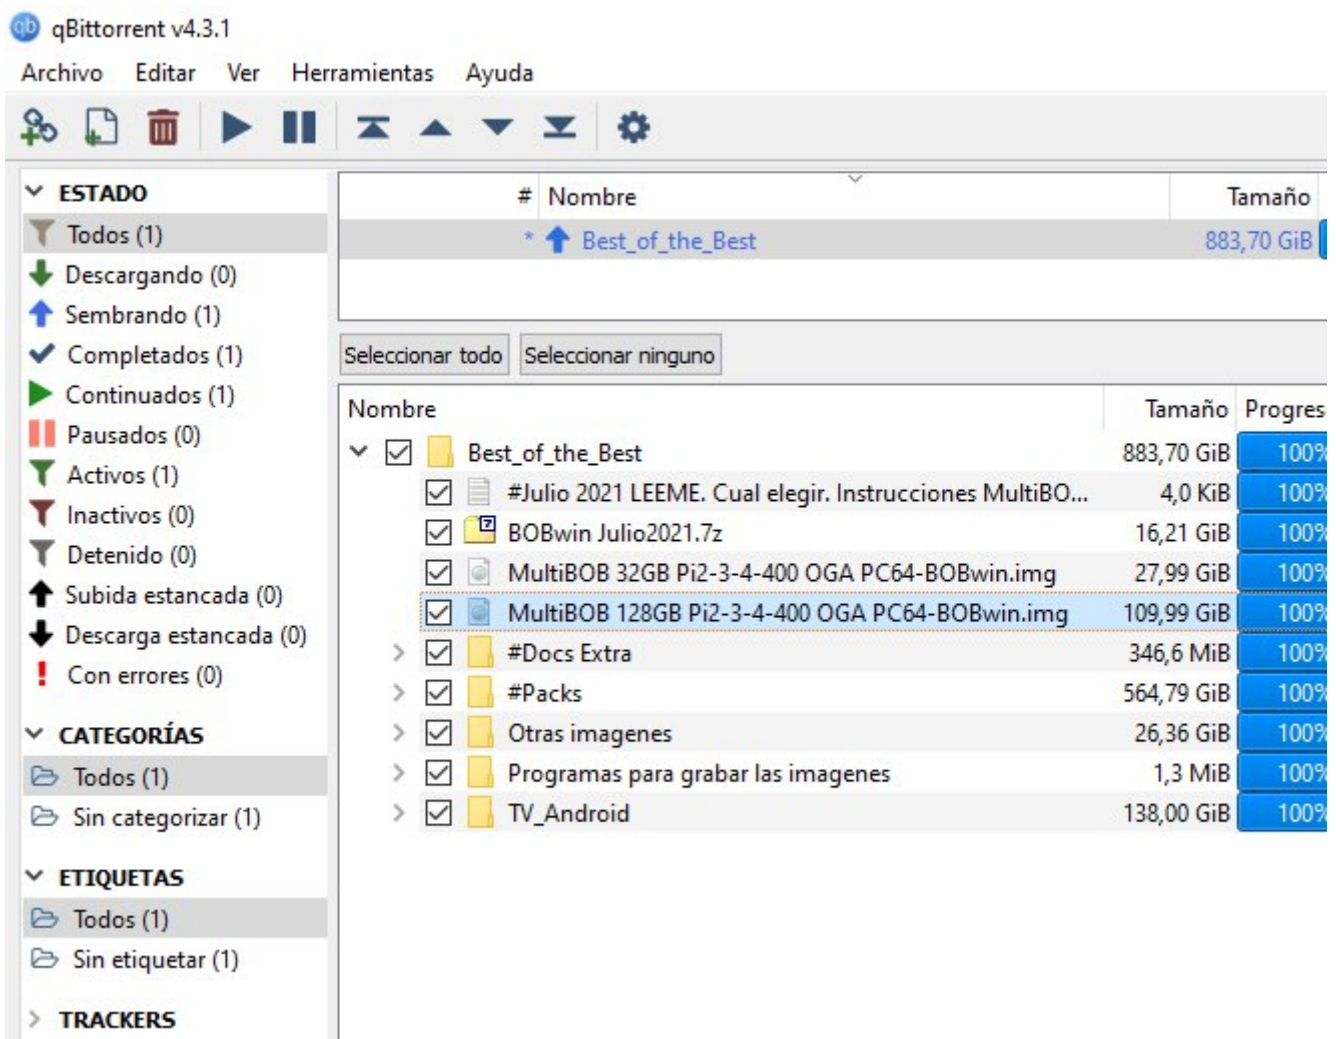 qBittorrent v4.3.1
Archivo Editar Ver Herramientas Ayuda
ESTADO
Todos (1)
Descargando (0)
Sembrando (1)
Completados (1)
Continuados (1)
Pausados (0)
Activos (1)
Inactivos (0)
Detenido (0)
Subida estancada (0)
Descarga estancada (0)
Con errores (0)
CATEGORÍAS
Todos (1)
Sin categorizar (1)
ETIQUETAS
Todos (1)
Sin etiquetar (1)
TRACKERS
# Nombre Tamaño
* Best_of_the_Best 883,70 GiB
Seleccionar todo Seleccionar ninguno
Nombre Tamaño Progres
Best_of_the_Best 883,70 GiB 100%
#Julio 2021 LEEME. Cual elegir. Instrucciones MultiBO... 4,0 KiB 100%
BOBwin Julio2021.7z 16,21 GiB 100%
MultiBOB 32GB Pi2-3-4-400 OGA PC64-BOBwin.img 27,99 GiB 100%
MultiBOB 128GB Pi2-3-4-400 OGA PC64-BOBwin.img 109,99 GiB 100%
#Docs Extra 346,6 MiB 100%
#Packs 564,79 GiB 100%
Otras imagenes 26,36 GiB 100%
Programas para grabar las imagenes 1,3 MiB 100%
TV_Android 138,00 GiB 100%